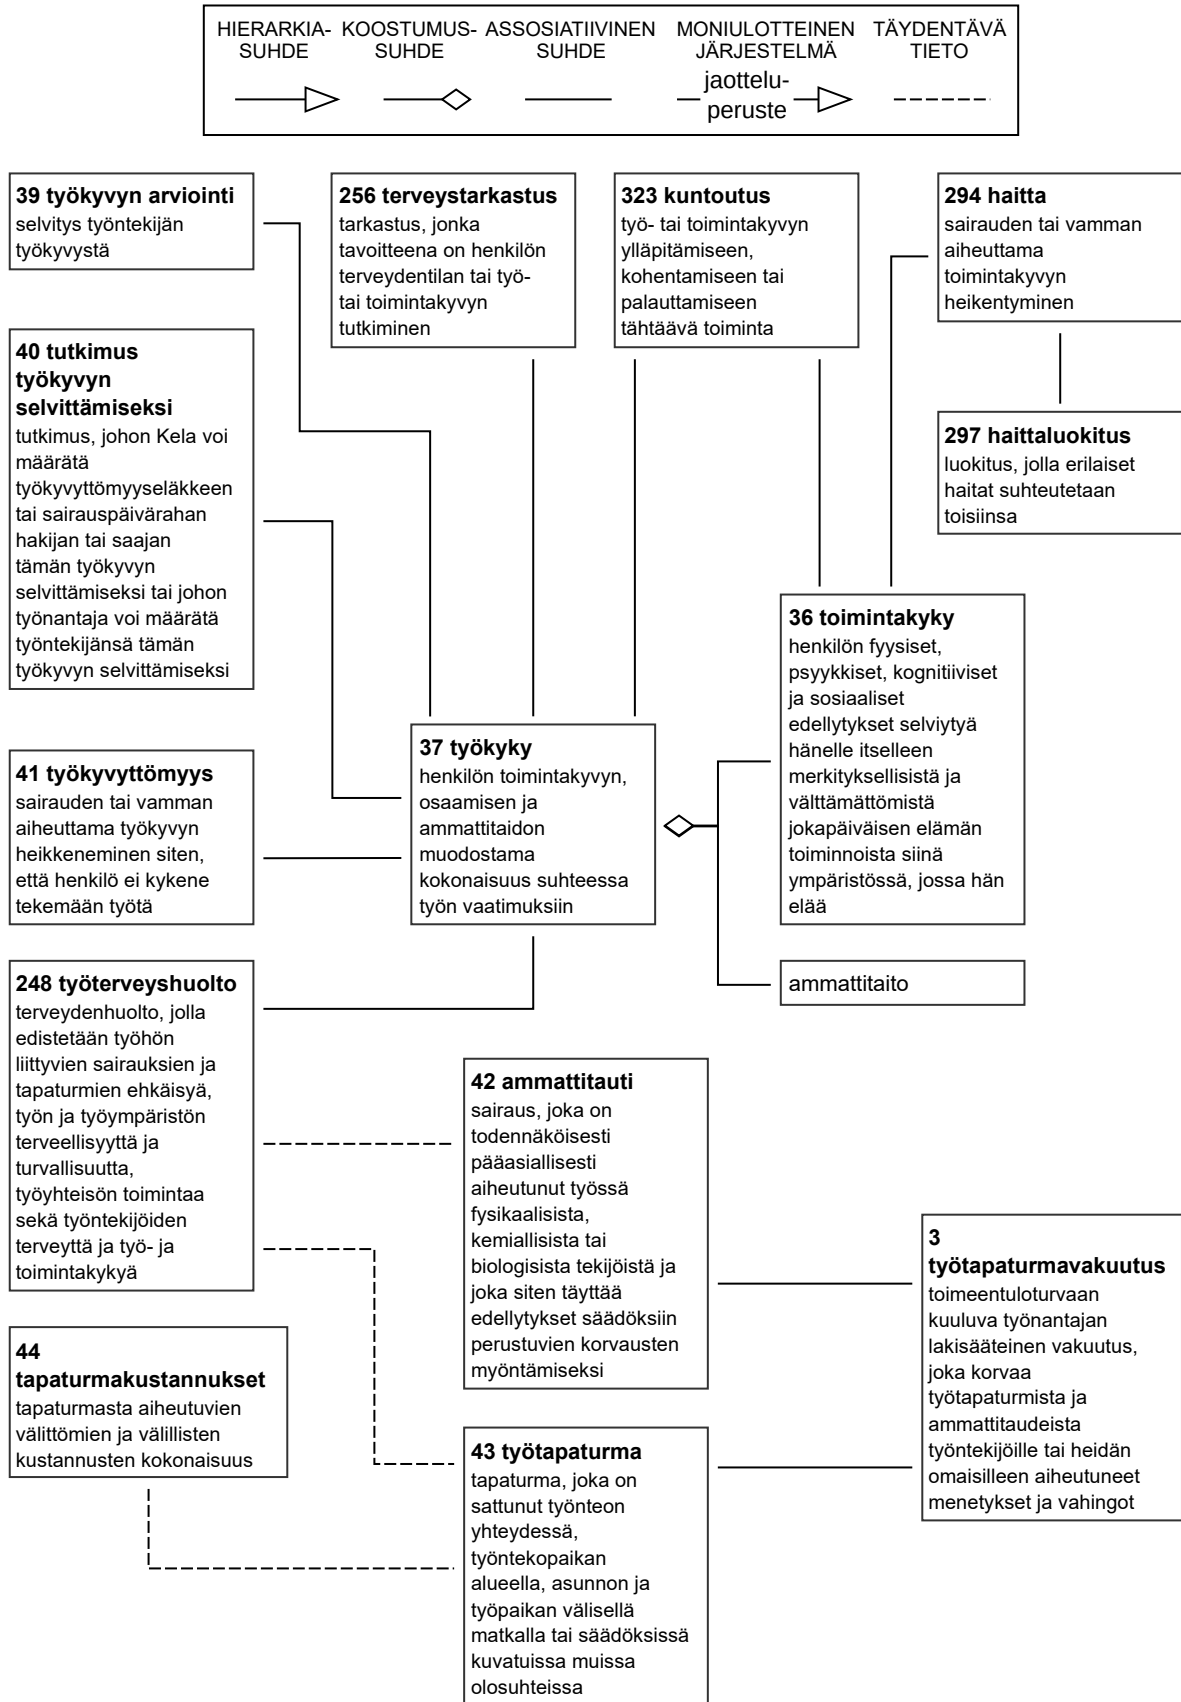 HIERARKIA-
SUHDE
KOOSTUMUS-
SUHDE
ASSOSIATIIVINEN
SUHDE
MONIULOTTEINEN
JÄRJESTELMÄ
jaottelu-
peruste
TÄYDENTÄVÄ
TIETO
39 työkyvyn arviointi
selvitys työntekijän
työkyvystä
256 terveystarkastus
tarkastus, jonka
tavoitteena on henkilön
terveydentilan tai työ-
tai toimintakyvyn
tutkiminen
323 kuntoutus
työ- tai toimintakyvyn
ylläpitämiseen,
kohentamiseen tai
palauttamiseen
tähtäävä toiminta
294 haitta
sairauden tai vamman
aiheuttama
toimintakyvyn
heikentyminen
40 tutkimus
työkyvyn
selvittämiseksi
tutkimus, johon Kela voi
määrätä
työkyvyttömyyseläkkeen
tai sairauspäivärahan
hakijan tai saajan
tämän työkyvyn
selvittämiseksi tai johon
työnantaja voi määrätä
työntekijänsä tämän
työkyvyn selvittämiseksi
297 haittaluokitus
luokitus, jolla erilaiset
haitat suhteutetaan
toisiinsa
36 toimintakyky
henkilön fyysiset,
psyykkiset, kognitiiviset
ja sosiaaliset
edellytykset selviytyä
hänelle itselleen
merkityksellisistä ja
välttämättömistä
jokapäiväisen elämän
toiminnoista siinä
ympäristössä, jossa hän
elää
37 työkyky
henkilön toimintakyvyn,
osaamisen ja
ammattitaidon
muodostama
kokonaisuus suhteessa
työn vaatimuksiin
41 työkyvyttömyys
sairauden tai vamman
aiheuttama työkyvyn
heikkeneminen siten,
että henkilö ei kykene
tekemään työtä
ammattitaito
248 työterveyshuolto
terveydenhuolto, jolla
edistetään työhön
liittyvien sairauksien ja
tapaturmien ehkäisyä,
työn ja työympäristön
terveellisyyttä ja
turvallisuutta,
työyhteisön toimintaa
sekä työntekijöiden
terveyttä ja työ- ja
toimintakykyä
42 ammattitauti
sairaus, joka on
todennäköisesti
pääasiallisesti
aiheutunut työssä
fysikaalisista,
kemiallisista tai
biologisista tekijöistä ja
joka siten täyttää
edellytykset säädöksiin
perustuvien korvausten
myöntämiseksi
3
työtapaturmavakuutus
toimeentuloturvaan
kuuluva työnantajan
lakisääteinen vakuutus,
joka korvaa
työtapaturmista ja
ammattitaudeista
työntekijöille tai heidän
omaisilleen aiheutuneet
menetykset ja vahingot
44
tapaturmakustannukset
tapaturmasta aiheutuvien
välittömien ja välillisten
kustannusten kokonaisuus
43 työtapaturma
tapaturma, joka on
sattunut työnteon
yhteydessä,
työntekopaikan
alueella, asunnon ja
työpaikan välisellä
matkalla tai säädöksissä
kuvatuissa muissa
olosuhteissa